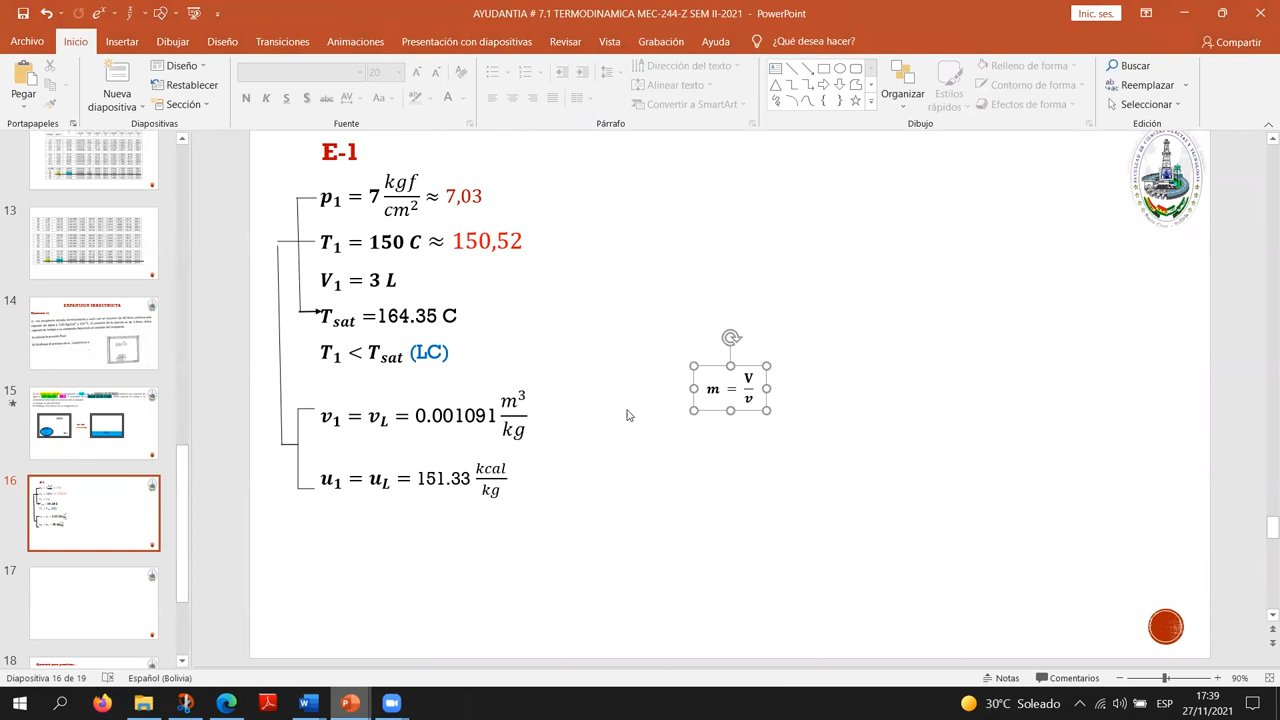 AYUDANTIA # 7.1 TERMODINAMICA MEC-244-Z SEM II-2021 - PowerPoint
Inic. ses.
Archivo Inicio Insertar Dibujar Diseño Transiciones Animaciones Presentación con diapositivas Revisar Vista Grabación Ayuda ¿Qué desea hacer? Compartir
Pegar
Nueva diapositiva
Diseño
Restablecer
Sección
20
N K S S abc AV Aa A
Dirección del texto
Alinear texto
Convertir a SmartArt
Organizar
Estilos rápidos
Relleno de forma
Contorno de forma
Efectos de forma
Buscar
Reemplazar
Seleccionar
Portapapeles Diapositivas Fuente Párrafo Dibujo Edición
13
14
EXPANSION IRRESTRICTA
15
16
17
18
E-1
p₁ = 7 kgf/cm² ≈ 7,03
T₁ = 150 C ≈ 150,52
V₁ = 3 L
T_sat =164.35 C
T₁ < T_sat (LC)
v₁ = v_L = 0.001091 m³/kg
u₁ = u_L = 151.33 kcal/kg
m = V/v
Diapositiva 16 de 19 Español (Bolivia) Notas Comentarios 90%
30°C Soleado ESP 17:39
27/11/2021